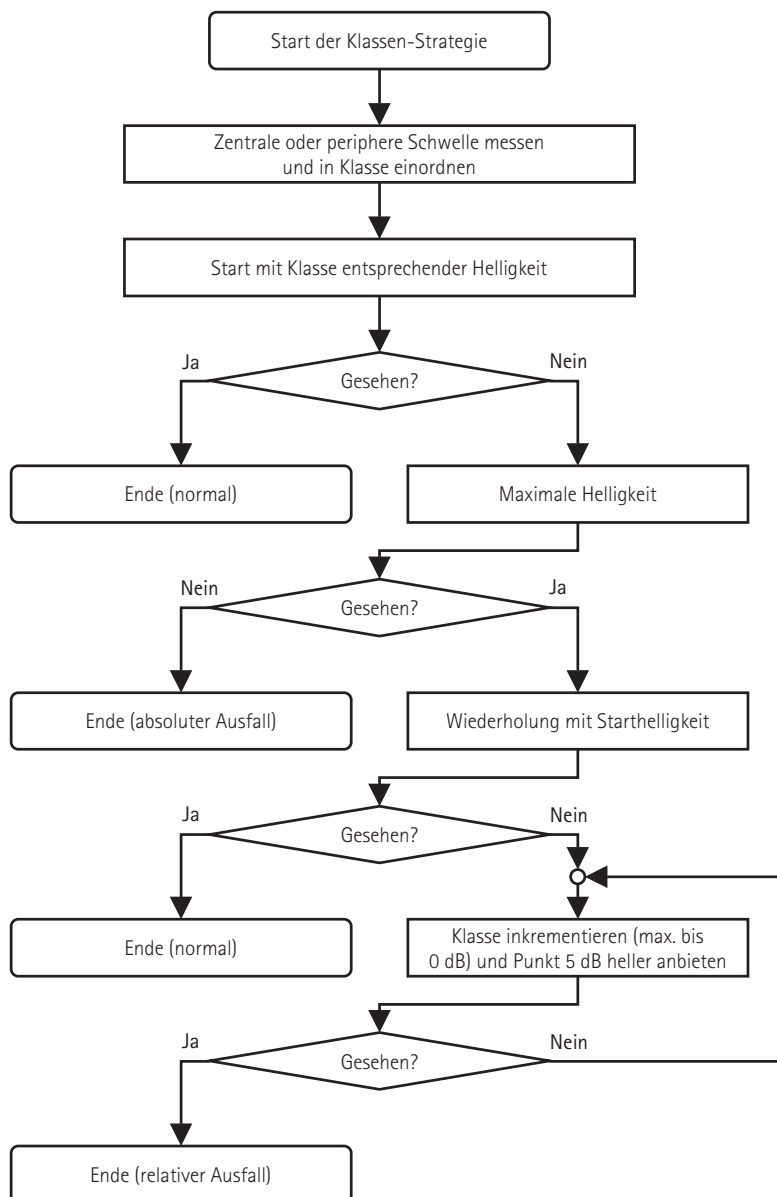 Start der Klassen-Strategie
Zentrale oder periphere Schwelle messen
und in Klasse einordnen
Start mit Klasse entsprechender Helligkeit
Ja
Nein
Gesehen?
Ende (normal)
Maximale Helligkeit
Nein
Ja
Gesehen?
Ende (absoluter Ausfall)
Wiederholung mit Starthelligkeit
Ja
Nein
Gesehen?
Ende (normal)
Klasse inkrementieren (max. bis
0 dB) und Punkt 5 dB heller anbieten
Ja
Nein
Gesehen?
Ende (relativer Ausfall)